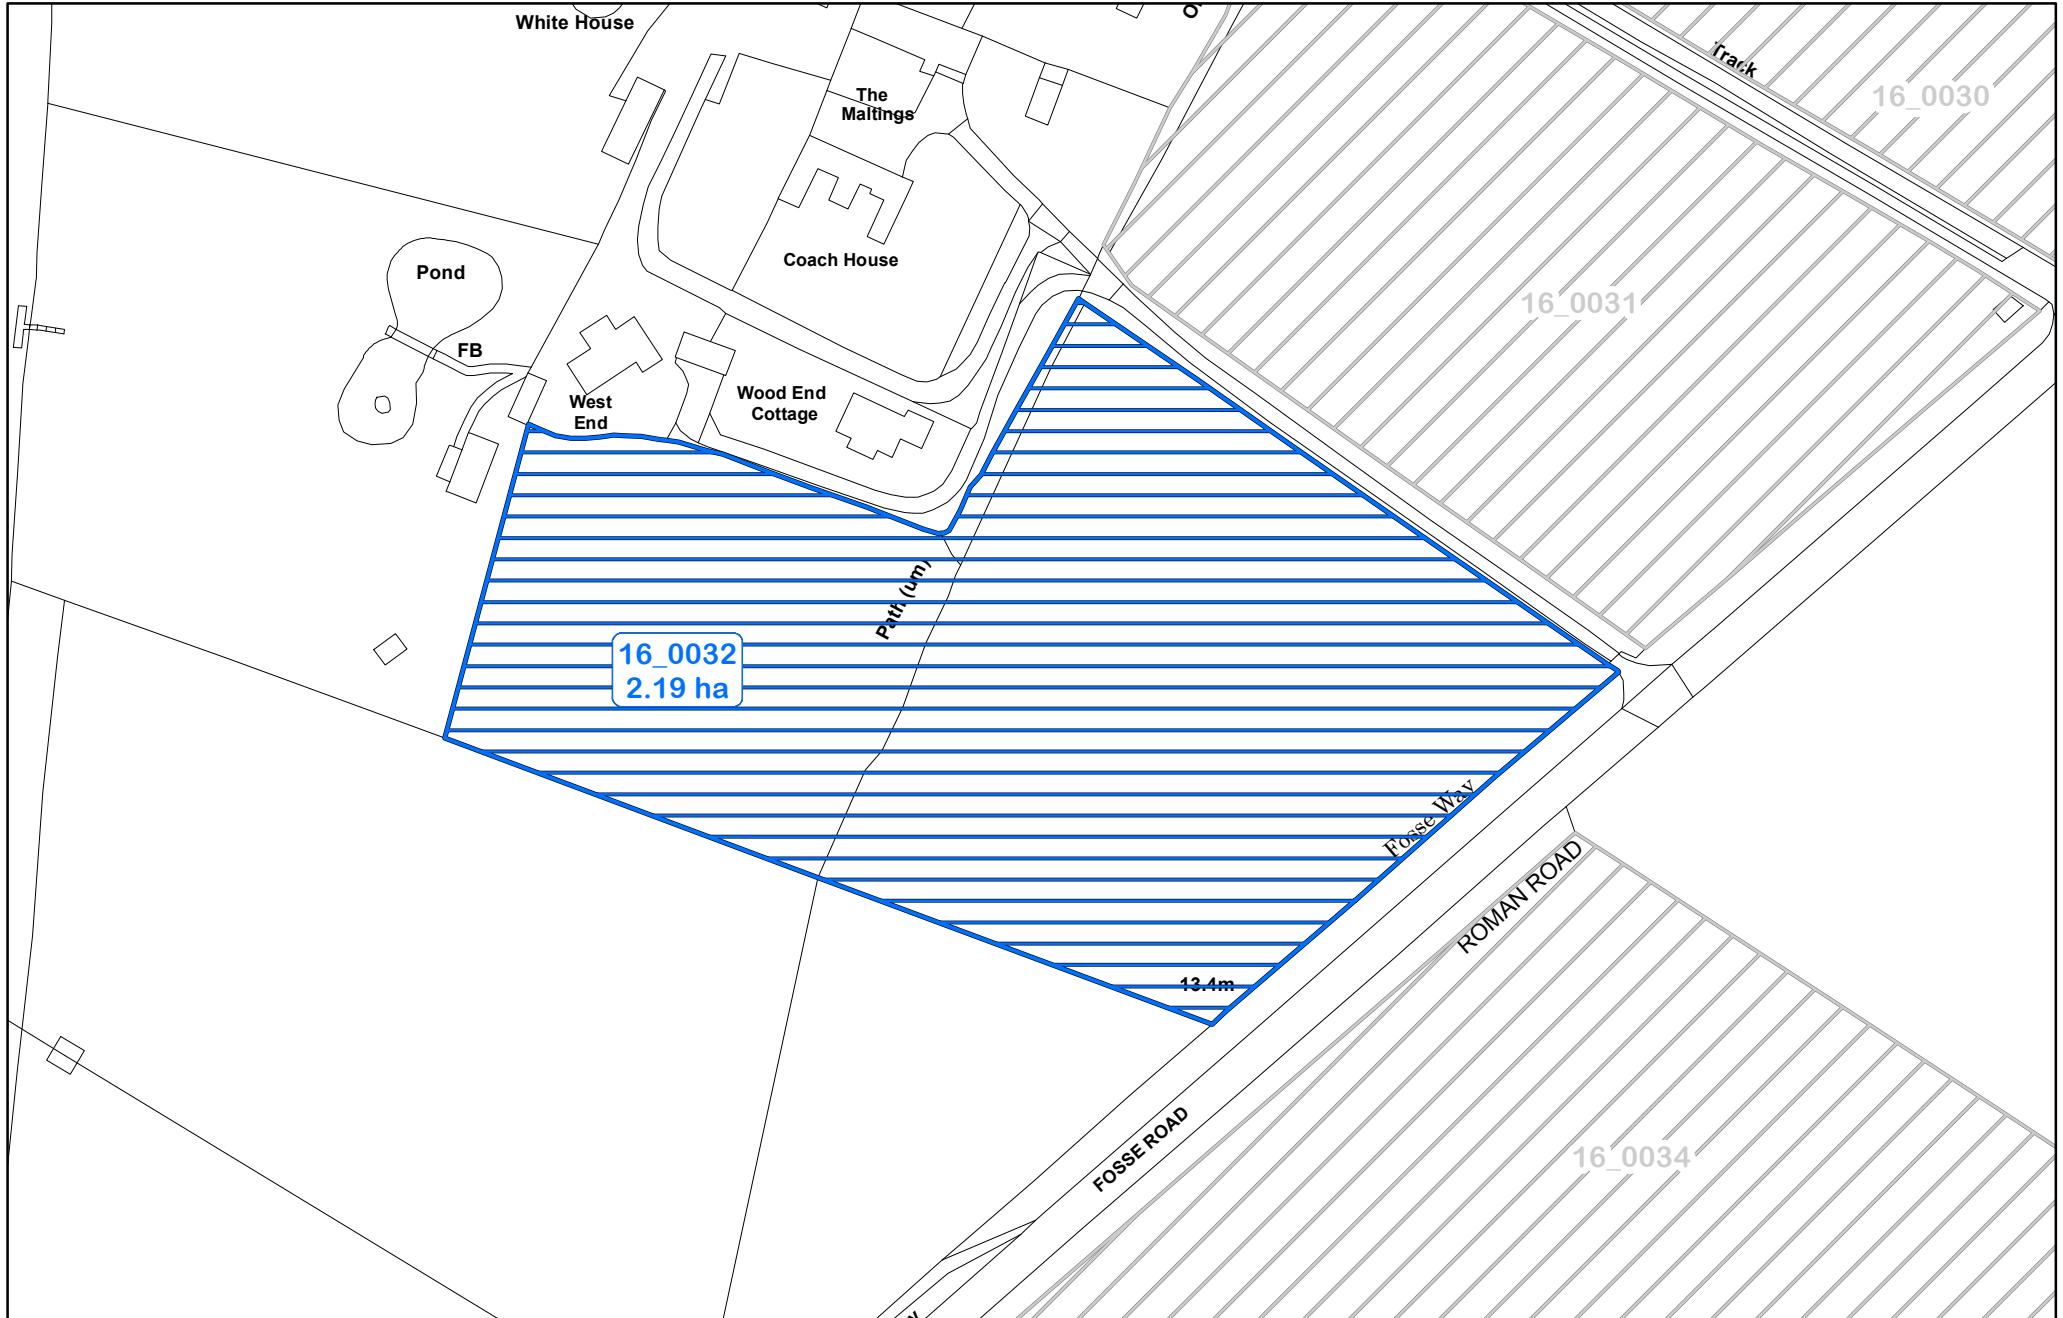 White House
Track
16_0030
The
Maltings
Coach House
Pond
16_0031
FB
West
End
Wood End
Cottage
Path (um)
16_0032
2.19 ha
Fosse Way
ROMAN ROAD
13.4m
FOSSE ROAD
16_0034